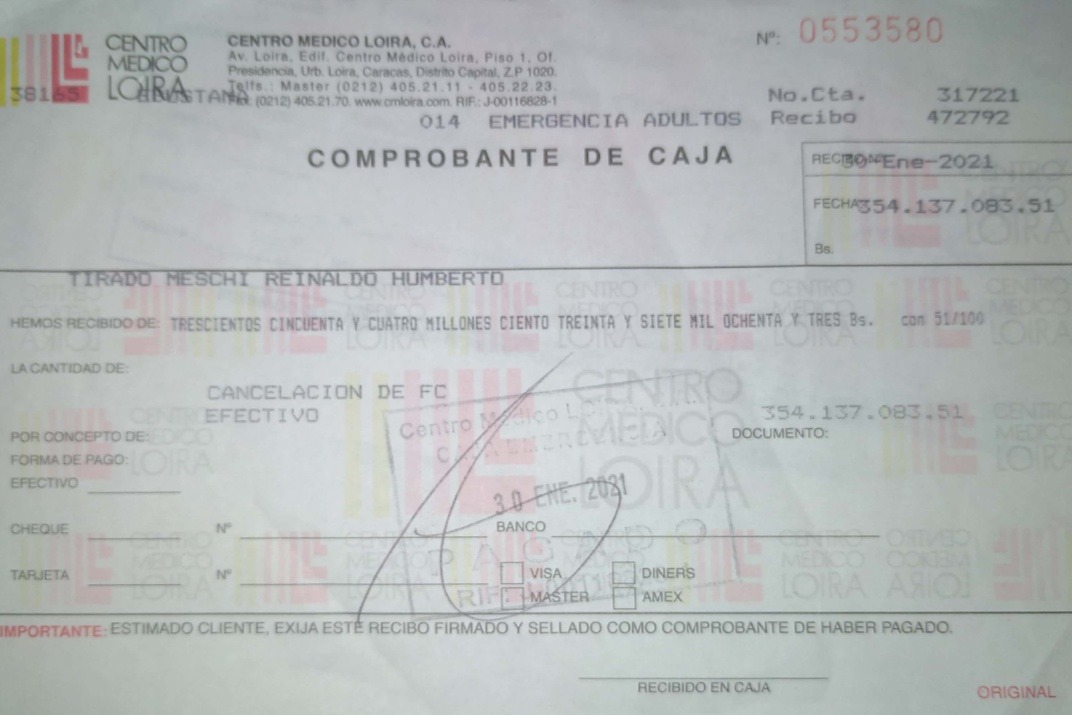 CENTRO
MEDICO
LOIRA
CENTRO MEDICO LOIRA, C.A.
Av. Loira, Edif. Centro Médico Loira, Piso 1, Of.
Presidencia, Urb. Loira, Caracas, Distrito Capital, Z.P 1020.
Telfs.: Master (0212) 405.21.11 - 405.22.23.
(0212) 405.21.70. www.cmloira.com. RIF.: J-00116828-1
Nº: 0553580
38165
No.Cta. 317221
014 EMERGENCIA ADULTOS Recibo 472792
COMPROBANTE DE CAJA
30-Ene-2021
FECHA 354.137.083.51
Bs.
TIRADO MESCHI REINALDO HUMBERTO
HEMOS RECIBIDO DE: TRESCIENTOS CINCUENTA Y CUATRO MILLONES CIENTO TREINTA Y SIETE MIL OCHENTA Y TRES Bs. con 51/100
LA CANTIDAD DE:
CANCELACION DE FC
EFECTIVO 354.137.083.51
POR CONCEPTO DE: DOCUMENTO:
FORMA DE PAGO:
EFECTIVO
Centro Médico
30 ENE. 2021
CHEQUE Nº BANCO
PAGADO
TARJETA Nº VISA DINERS
RIF: MASTER AMEX
IMPORTANTE: ESTIMADO CLIENTE, EXIJA ESTE RECIBO FIRMADO Y SELLADO COMO COMPROBANTE DE HABER PAGADO.
RECIBIDO EN CAJA
ORIGINAL